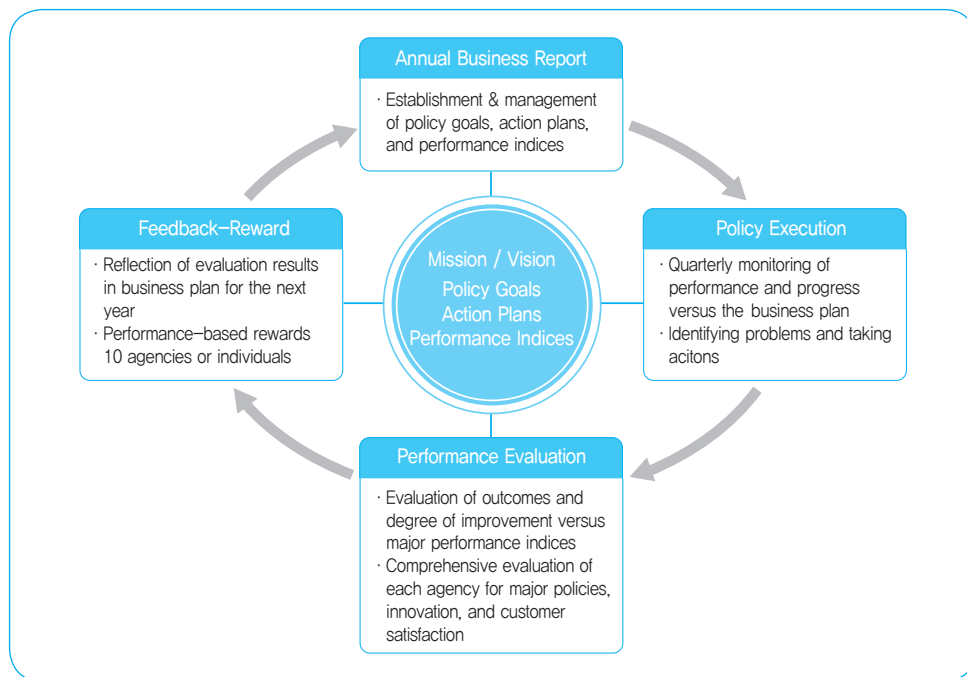 Annual Business Report
· Establishment & management
of policy goals, action plans,
and performance indices
Feedback-Reward
· Reflection of evaluation results
in business plan for the next
year
· Performance-based rewards
10 agencies or individuals
Mission / Vision
Policy Goals
Action Plans
Performance Indices
Policy Execution
· Quarterly monitoring of
performance and progress
versus the business plan
· Identifying problems and taking
acitons
Performance Evaluation
· Evaluation of outcomes and
degree of improvement versus
major performance indices
· Comprehensive evaluation of
each agency for major policies,
innovation, and customer
satisfaction